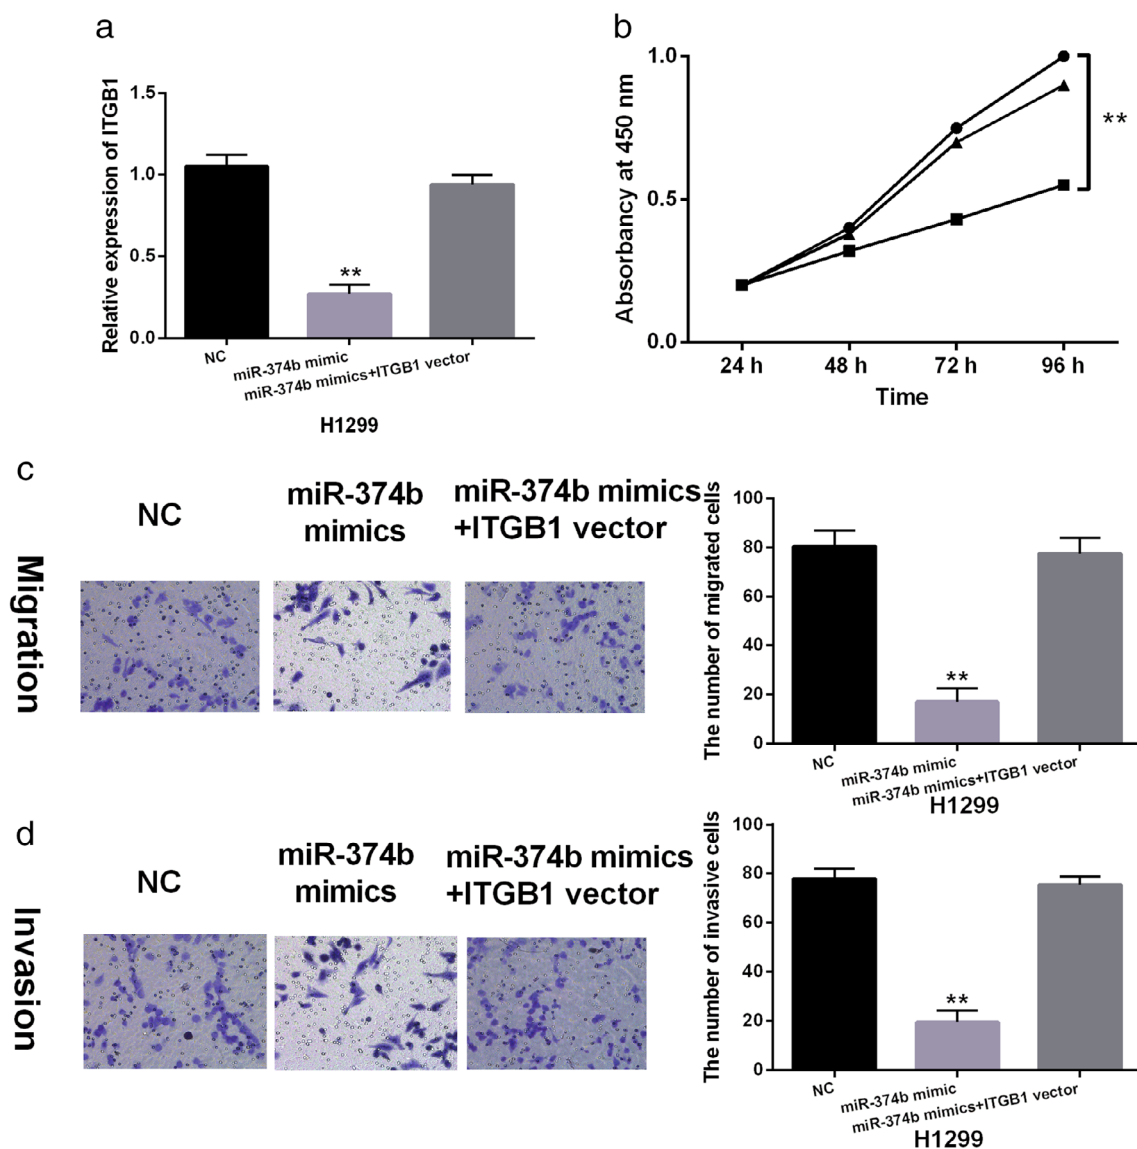 a
Relative expression of ITGB1
1.5
1.0
0.5
0.0
**
NC
miR-374b mimic
miR-374b mimics+ITGB1 vector
H1299
b
Absorbancy at 450 nm
1.0
0.5
0.0
**
24 h
48 h
72 h
96 h
Time
c
Migration
NC
miR-374b
mimics
miR-374b mimics
+ITGB1 vector
The number of migrated cells
100
80
60
40
20
0
**
NC
miR-374b mimic
miR-374b mimics+ITGB1 vector
H1299
d
Invasion
NC
miR-374b
mimics
miR-374b mimics
+ITGB1 vector
The number of invasive cells
100
80
60
40
20
0
**
NC
miR-374b mimic
miR-374b mimics+ITGB1 vector
H1299